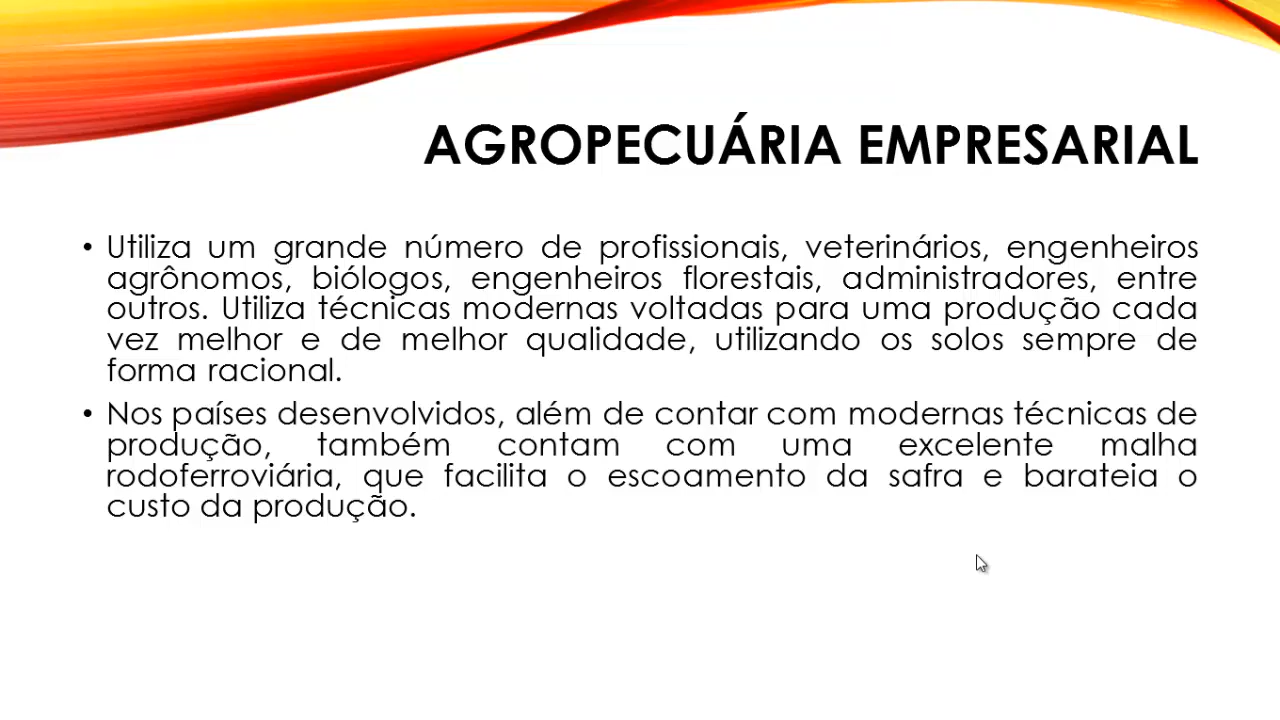 AGROPECUÁRIA EMPRESARIAL
• Utiliza um grande número de profissionais, veterinários, engenheiros
agrônomos, biólogos, engenheiros florestais, administradores, entre
outros. Utiliza técnicas modernas voltadas para uma produção cada
vez melhor e de melhor qualidade, utilizando os solos sempre de
forma racional.
• Nos países desenvolvidos, além de contar com modernas técnicas de
produção, também contam com uma excelente malha
rodoferroviária, que facilita o escoamento da safra e barateia o
custo da produção.